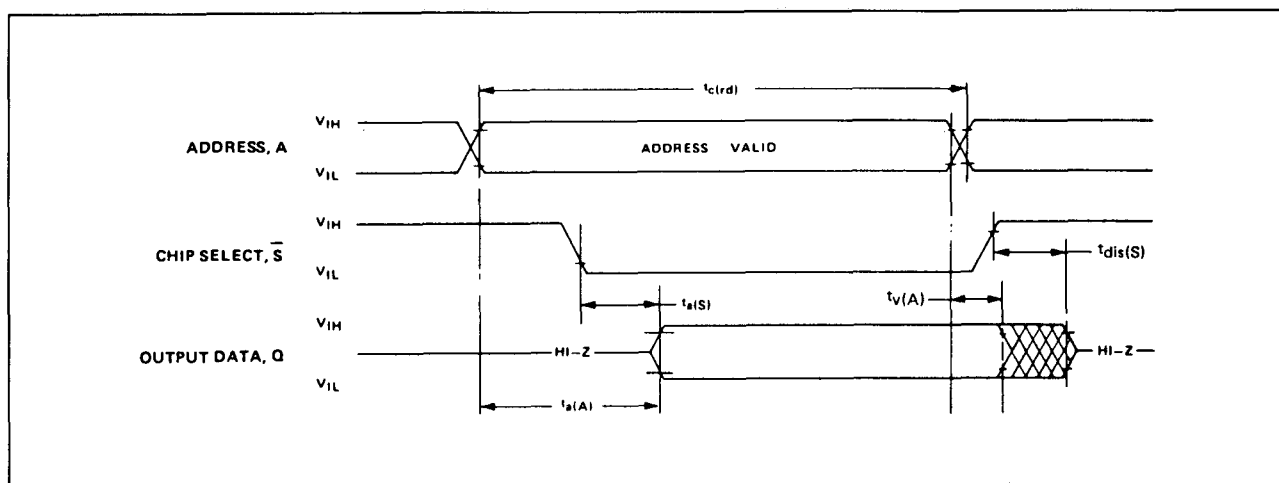 tc(rd)
VIH
ADDRESS, A
ADDRESS VALID
VIL
VIH
CHIP SELECT, S̅
VIL
tdis(S)
ta(S)
tv(A)
VIH
OUTPUT DATA, Q
HI–Z
HI–Z
VIL
ta(A)